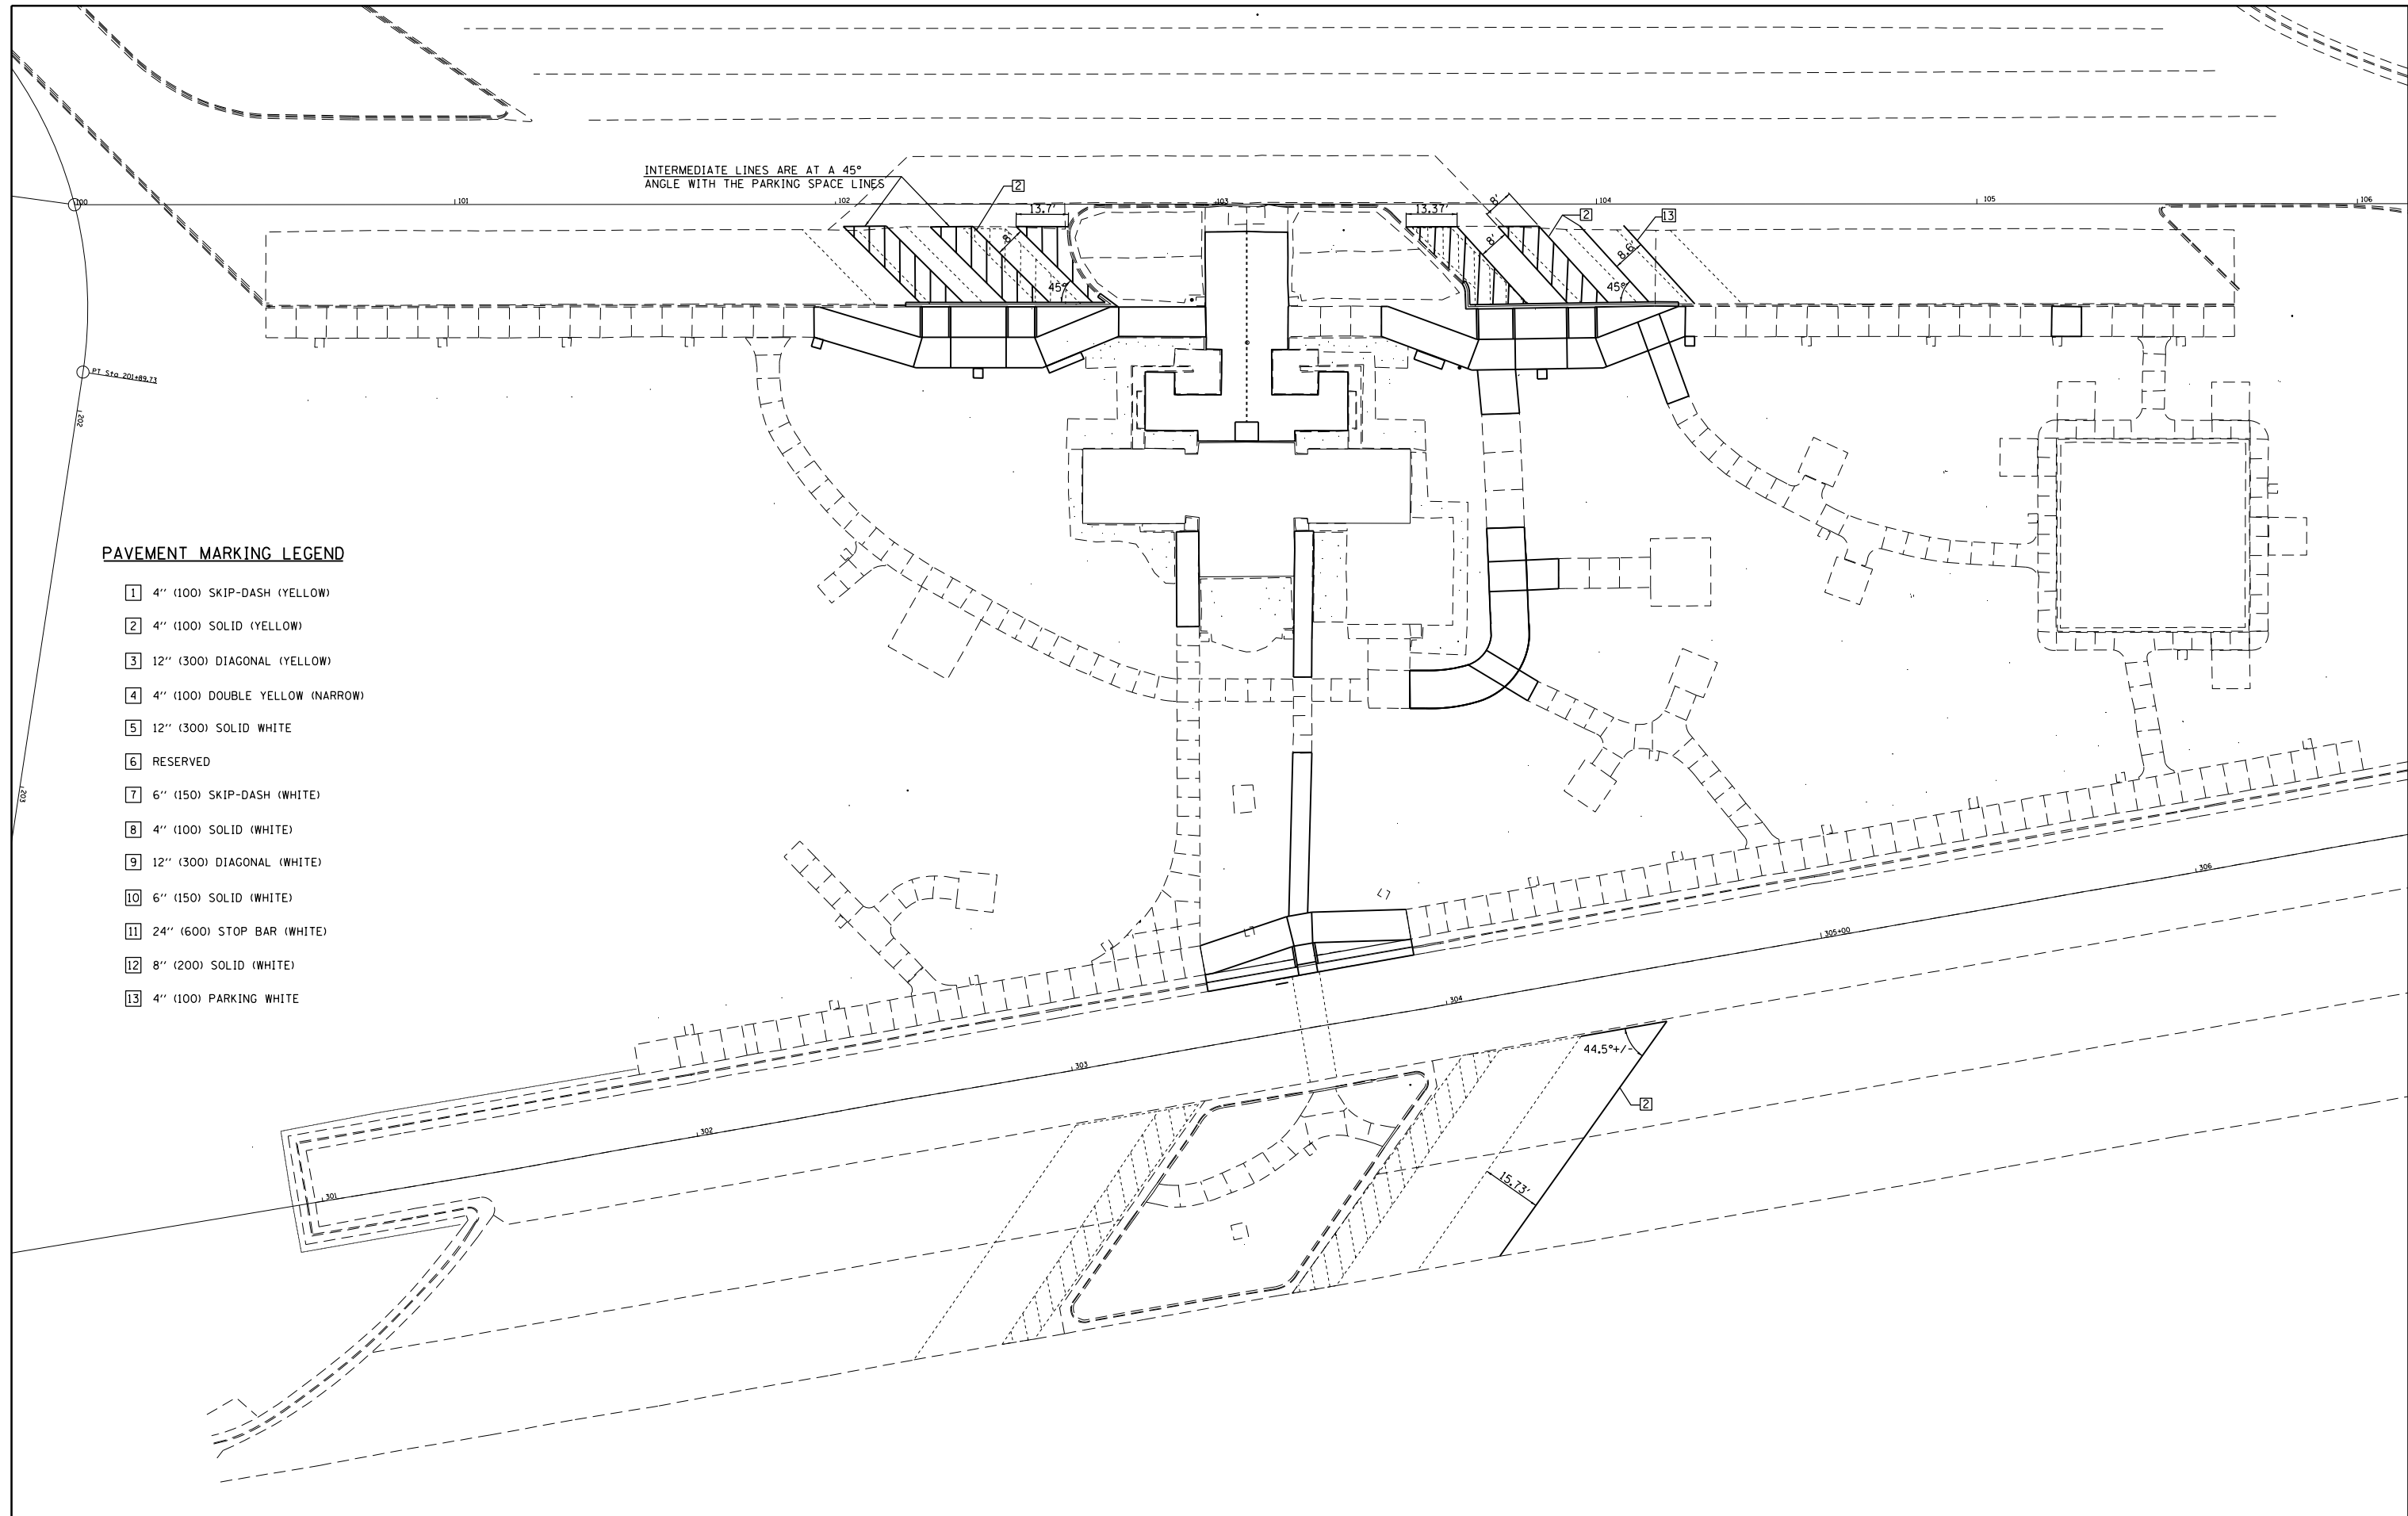 INTERMEDIATE LINES ARE AT A 45°
ANGLE WITH THE PARKING SPACE LINES
2
13.7'
8'
45°
13.37'
8'
8'
2
13
8.6'
45°
100
101
102
103
104
105
106
PT Sta 201+89.73
202
203
PAVEMENT MARKING LEGEND
1 4'' (100) SKIP-DASH (YELLOW)
2 4'' (100) SOLID (YELLOW)
3 12'' (300) DIAGONAL (YELLOW)
4 4'' (100) DOUBLE YELLOW (NARROW)
5 12'' (300) SOLID WHITE
6 RESERVED
7 6'' (150) SKIP-DASH (WHITE)
8 4'' (100) SOLID (WHITE)
9 12'' (300) DIAGONAL (WHITE)
10 6'' (150) SOLID (WHITE)
11 24'' (600) STOP BAR (WHITE)
12 8'' (200) SOLID (WHITE)
13 4'' (100) PARKING WHITE
301
302
303
304
305+00
306
44.5°+/-
2
15.73'